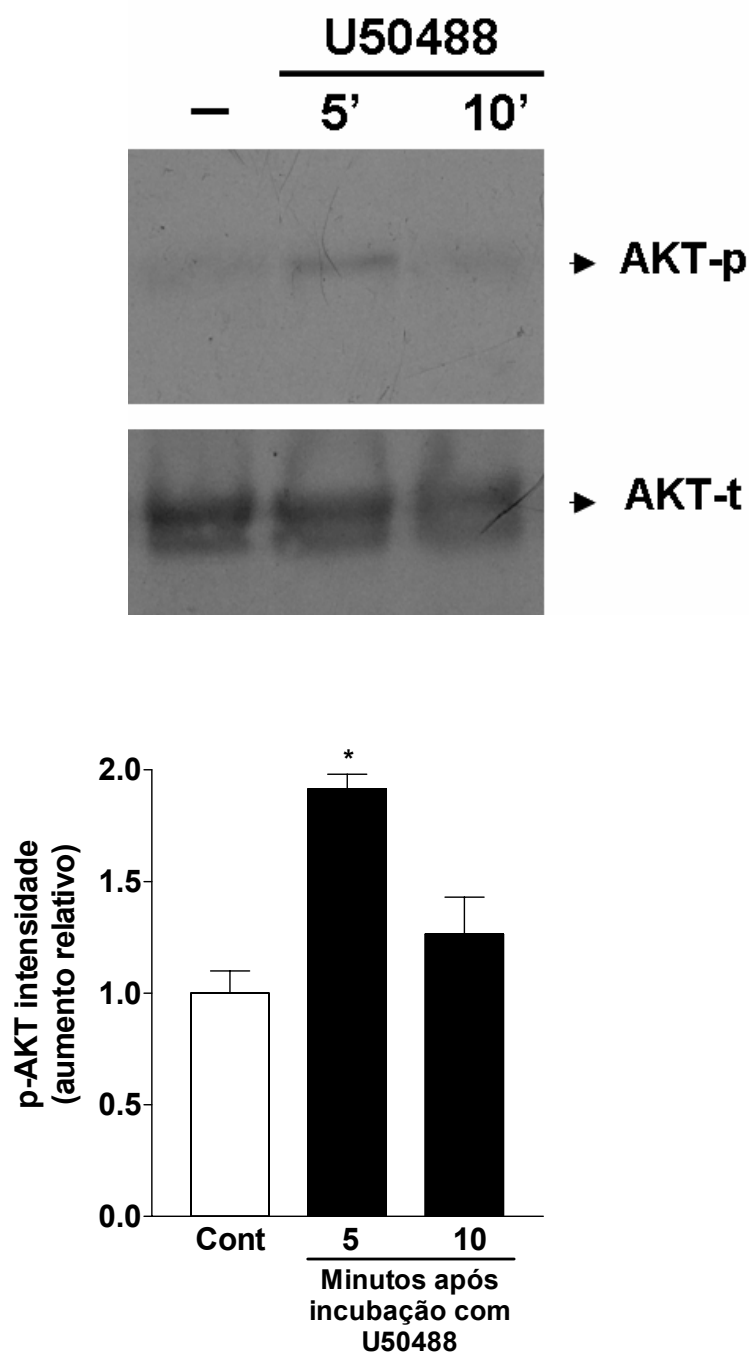 U50488
– 5’ 10’
AKT-p
AKT-t
*
2.0
1.5
1.0
0.5
0.0
p-AKT intensidade
(aumento relativo)
Cont 5 10
Minutos após
incubação com
U50488